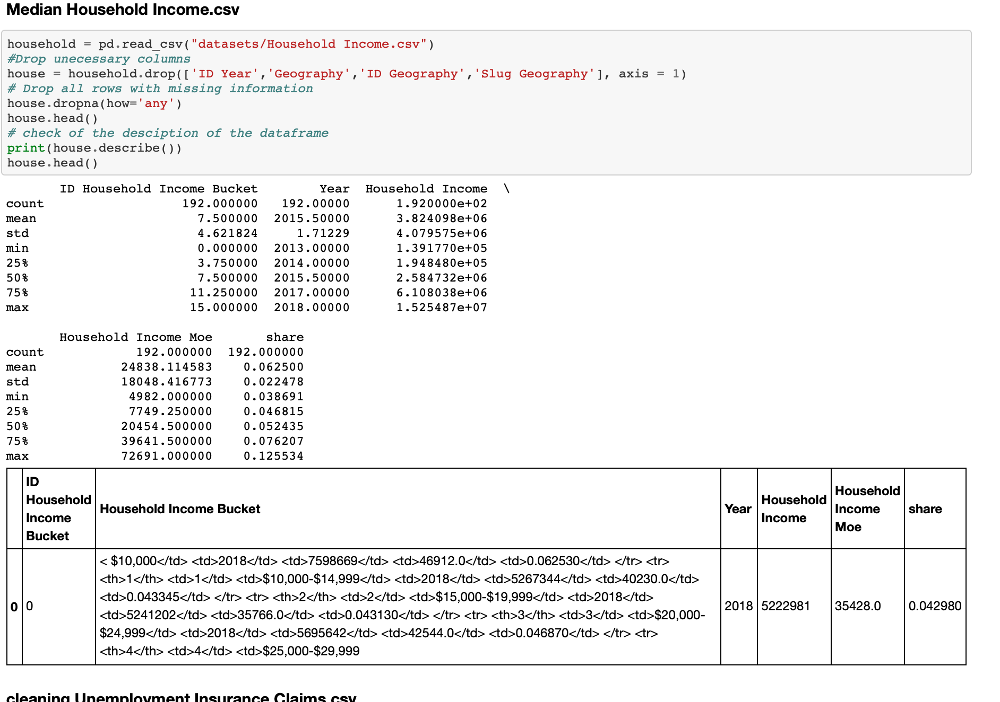 Median Household Income.csv
household = pd.read_csv("datasets/Household Income.csv")
#Drop unecessary columns
house = household.drop(['ID Year','Geography','ID Geography','Slug Geography'], axis = 1)
# Drop all rows with missing information
house.dropna(how='any')
house.head()
# check of the desciption of the dataframe
print(house.describe())
house.head()
ID Household Income Bucket Year Household Income \
count 192.000000 192.00000 1.920000e+02
mean 7.500000 2015.50000 3.824098e+06
std 4.621824 1.71229 4.079575e+06
min 0.000000 2013.00000 1.391770e+05
25% 3.750000 2014.00000 1.948480e+05
50% 7.500000 2015.50000 2.584732e+06
75% 11.250000 2017.00000 6.108038e+06
max 15.000000 2018.00000 1.525487e+07
Household Income Moe share
count 192.000000 192.000000
mean 24838.114583 0.062500
std 18048.416773 0.022478
min 4982.000000 0.038691
25% 7749.250000 0.046815
50% 20454.500000 0.052435
75% 39641.500000 0.076207
max 72691.000000 0.125534
ID
Household
Income
Bucket
Household Income Bucket
Year
Household
Income
Household
Income
Moe
share
0
0
< $10,000</td> <td>2018</td> <td>7598669</td> <td>46912.0</td> <td>0.062530</td> </tr> <tr>
<th>1</th> <td>1</td> <td>$10,000-$14,999</td> <td>2018</td> <td>5267344</td> <td>40230.0</td>
<td>0.043345</td> </tr> <tr> <th>2</th> <td>2</td> <td>$15,000-$19,999</td> <td>2018</td>
<td>5241202</td> <td>35766.0</td> <td>0.043130</td> </tr> <tr> <th>3</th> <td>3</td> <td>$20,000-
$24,999</td> <td>2018</td> <td>5695642</td> <td>42544.0</td> <td>0.046870</td> </tr> <tr>
<th>4</th> <td>4</td> <td>$25,000-$29,999
2018
5222981
35428.0
0.042980
cleaning Unemployment Insurance Claims.csv